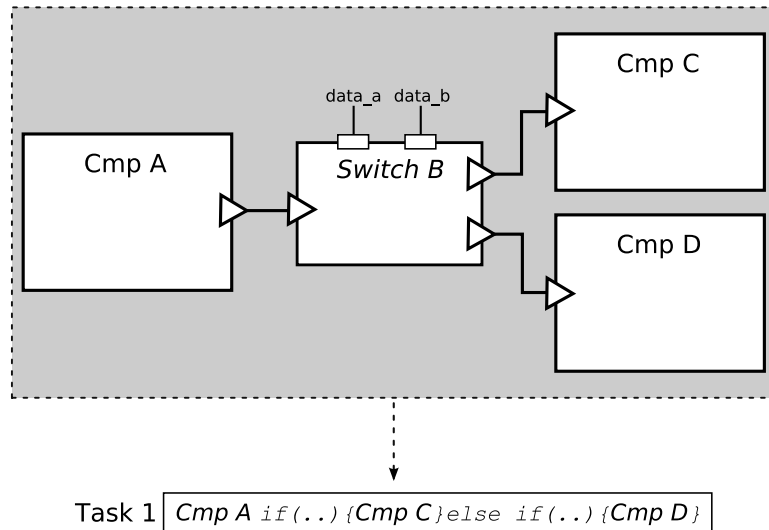 Cmp C
data_a data_b
Cmp A
Switch B
Cmp D
Task 1 Cmp A if(..){Cmp C}else if(..){Cmp D}